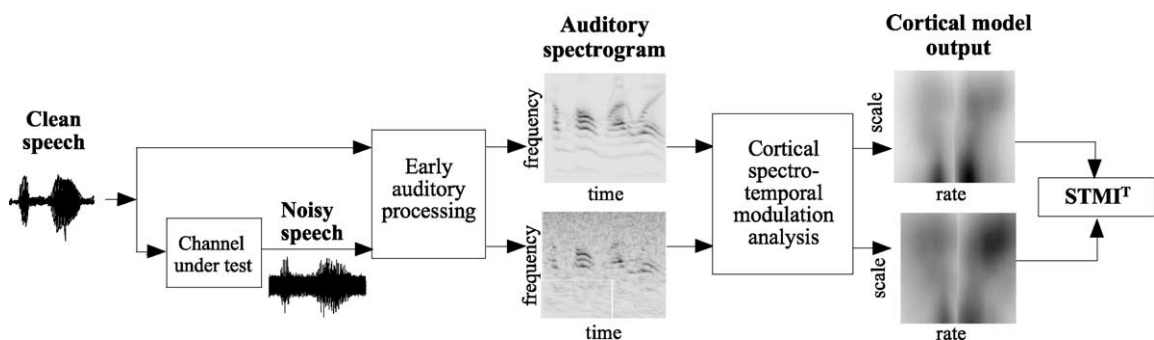 Clean
speech
Channel
under test
Noisy
speech
Early
auditory
processing
Auditory
spectrogram
frequency
time
frequency
time
Cortical
spectro-
temporal
modulation
analysis
Cortical model
output
scale
rate
scale
rate
STMIᵀ